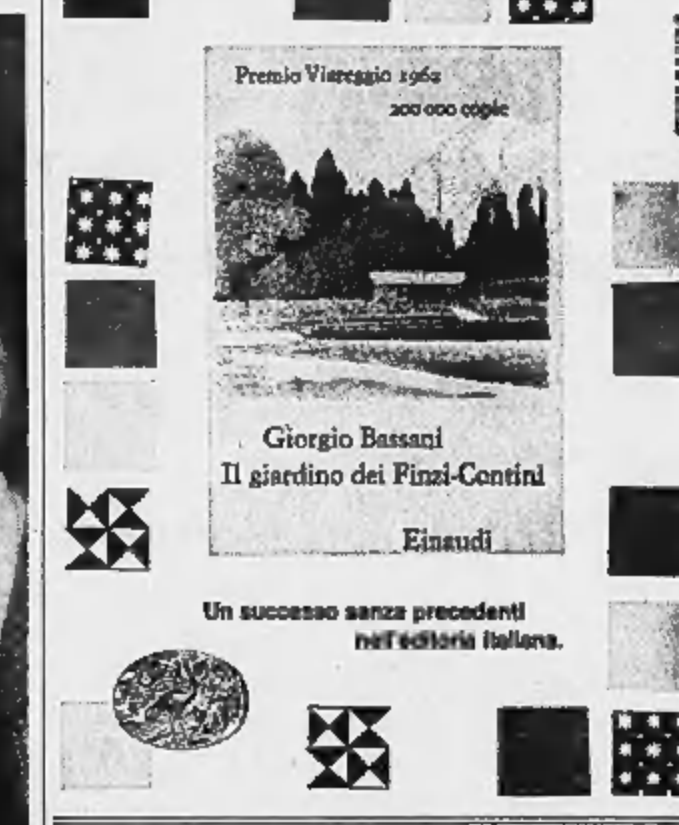 Premio Viareggio 1962
200 000 copie
Giorgio Bassani
Il giardino dei Finzi-Contini
Einaudi
Un successo senza precedenti
nell'editoria italiana.